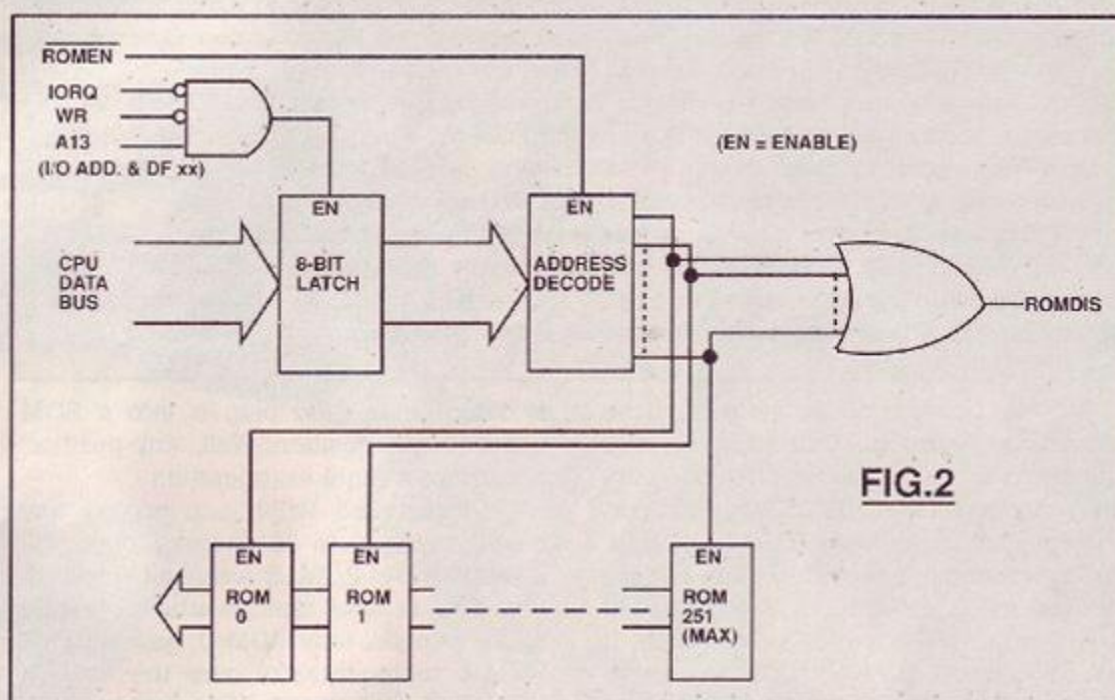 ROMEN
IORQ
WR
A13
(I/O ADD. & DF xx)
(EN = ENABLE)
EN
EN
CPU
DATA
BUS
8-BIT
LATCH
ADDRESS
DECODE
ROMDIS
FIG.2
EN
ROM
0
EN
ROM
1
EN
ROM
251
(MAX)